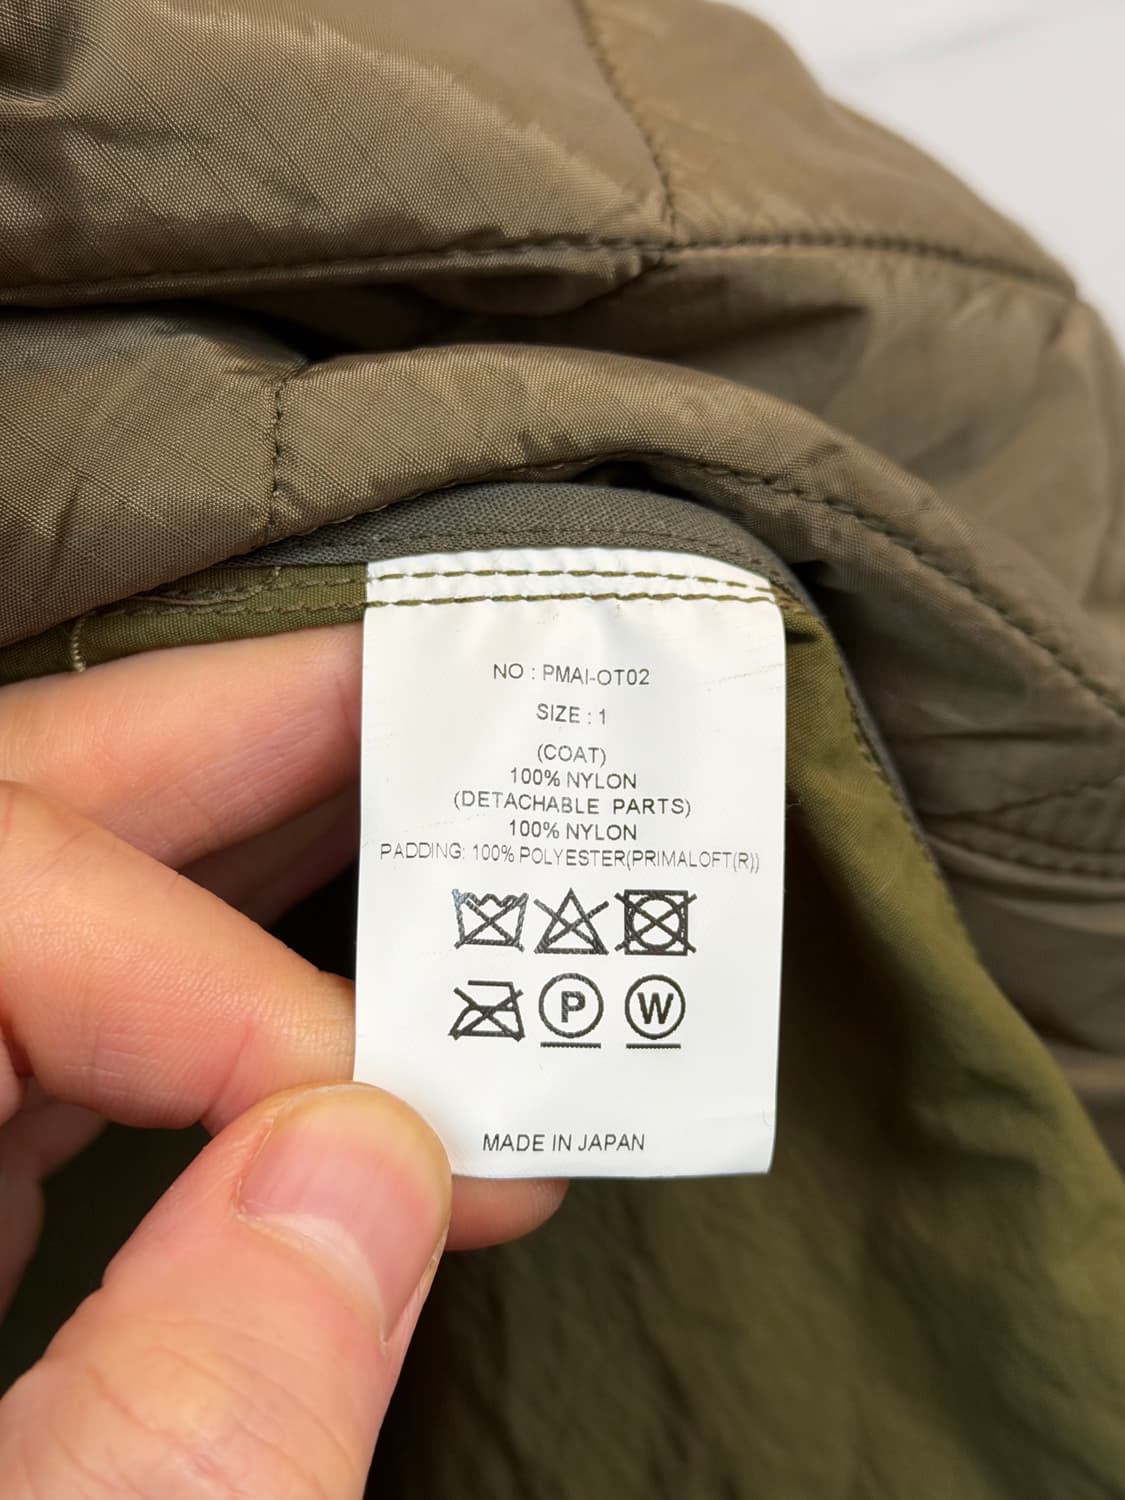 NO : PMAI-OT02
SIZE : 1
(COAT)
100% NYLON
(DETACHABLE PARTS)
100% NYLON
PADDING: 100% POLYESTER(PRIMALOFT(R))
P W
MADE IN JAPAN